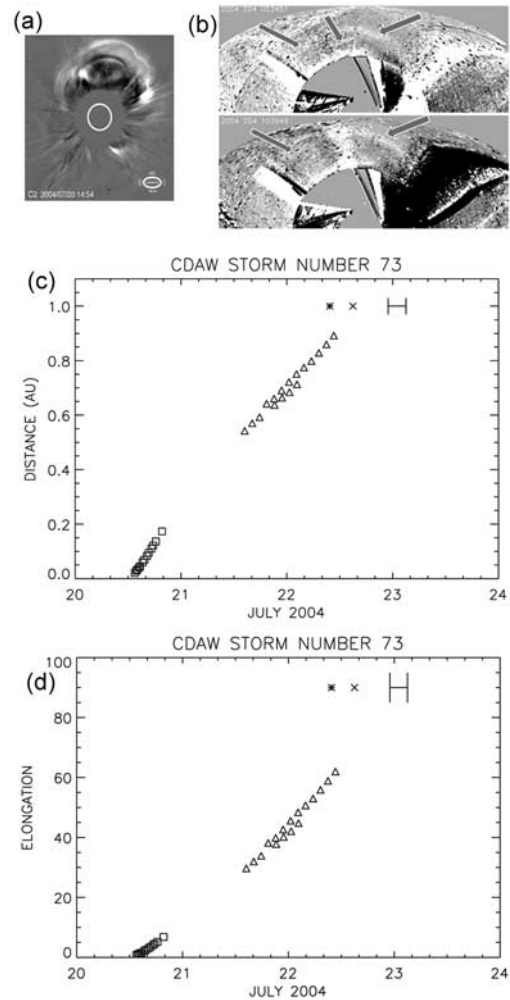 (a)
C2 2004/07/20 14:54
(b)
(c)
CDAW STORM NUMBER 73
1.0
0.8
0.6
0.4
0.2
0.0
DISTANCE (AU)
20 21 22 23 24
JULY 2004
(d)
CDAW STORM NUMBER 73
100
80
60
40
20
0
ELONGATION
20 21 22 23 24
JULY 2004